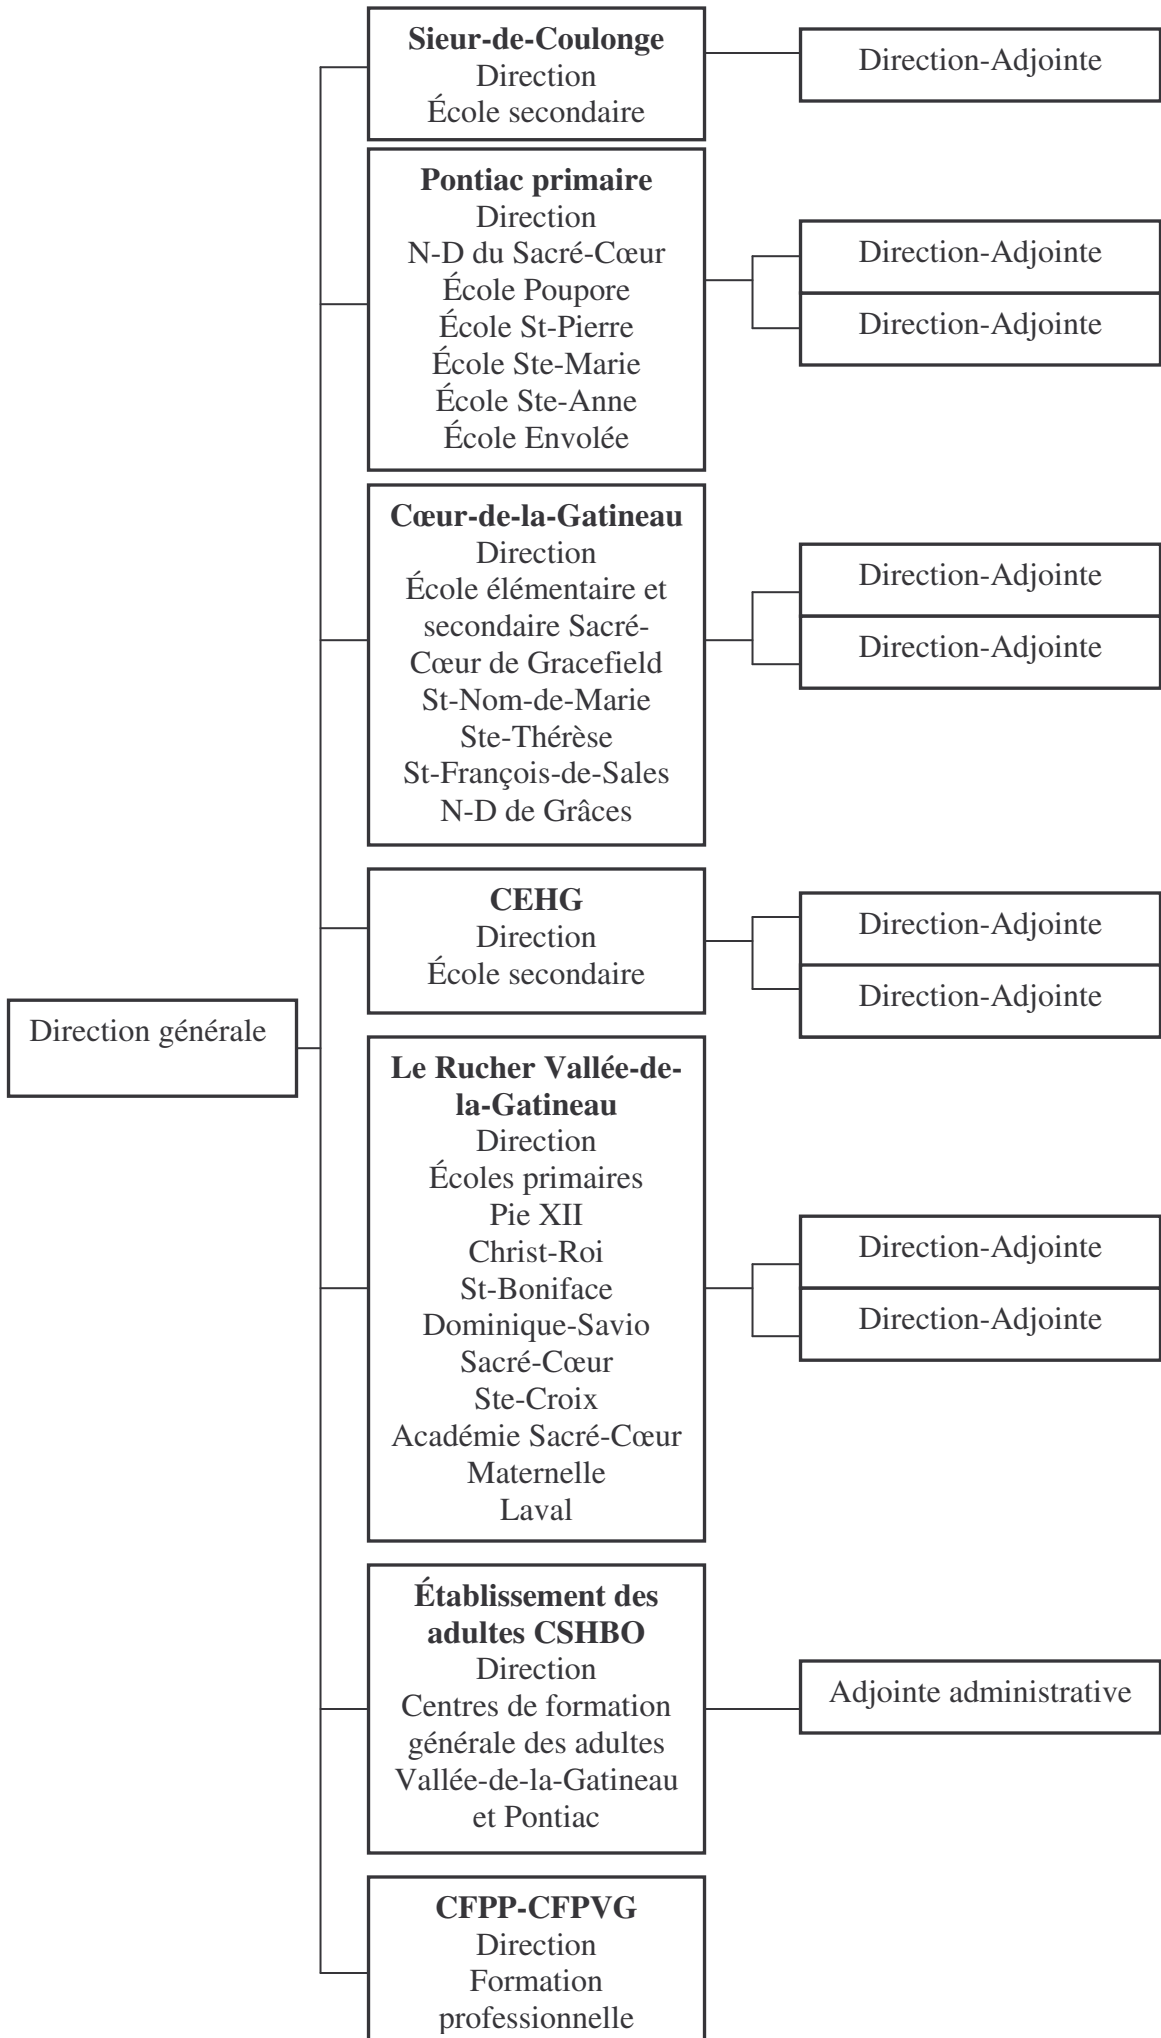 Sieur-de-Coulonge
Direction
École secondaire
Direction-Adjointe
Pontiac primaire
Direction
N-D du Sacré-Cœur
École Poupore
École St-Pierre
École Ste-Marie
École Ste-Anne
École Envolée
Direction-Adjointe
Direction-Adjointe
Cœur-de-la-Gatineau
Direction
École élémentaire et
secondaire Sacré-
Cœur de Gracefield
St-Nom-de-Marie
Ste-Thérèse
St-François-de-Sales
N-D de Grâces
Direction-Adjointe
Direction-Adjointe
CEHG
Direction
École secondaire
Direction-Adjointe
Direction-Adjointe
Direction générale
Le Rucher Vallée-de-
la-Gatineau
Direction
Écoles primaires
Pie XII
Christ-Roi
St-Boniface
Dominique-Savio
Sacré-Cœur
Ste-Croix
Académie Sacré-Cœur
Maternelle
Laval
Direction-Adjointe
Direction-Adjointe
Établissement des
adultes CSHBO
Direction
Centres de formation
générale des adultes
Vallée-de-la-Gatineau
et Pontiac
Adjointe administrative
CFPP-CFPVG
Direction
Formation
professionnelle